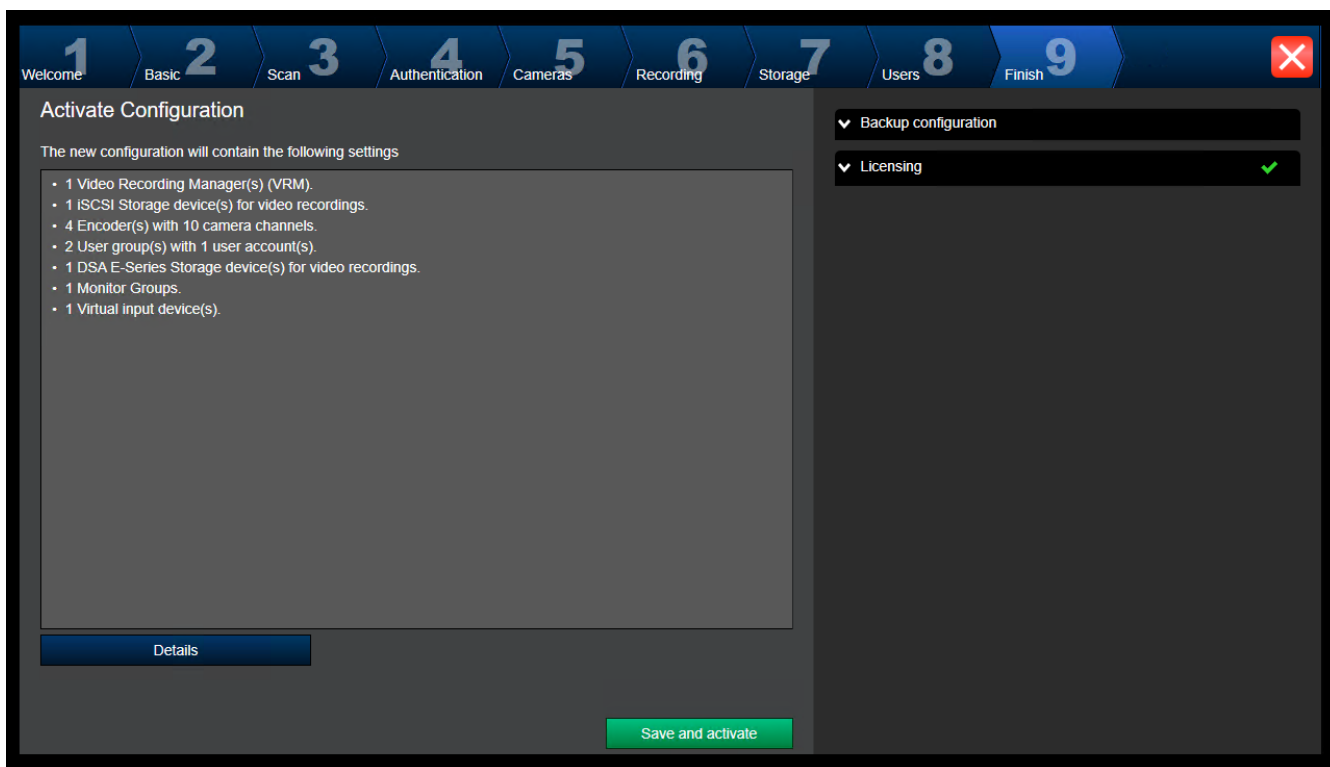 1 Welcome
2 Basic
3 Scan
4 Authentication
5 Cameras
6 Recording
7 Storage
8 Users
9 Finish
Activate Configuration
The new configuration will contain the following settings
• 1 Video Recording Manager(s) (VRM).
• 1 iSCSI Storage device(s) for video recordings.
• 4 Encoder(s) with 10 camera channels.
• 2 User group(s) with 1 user account(s).
• 1 DSA E-Series Storage device(s) for video recordings.
• 1 Monitor Groups.
• 1 Virtual input device(s).
Details
Save and activate
Backup configuration
Licensing